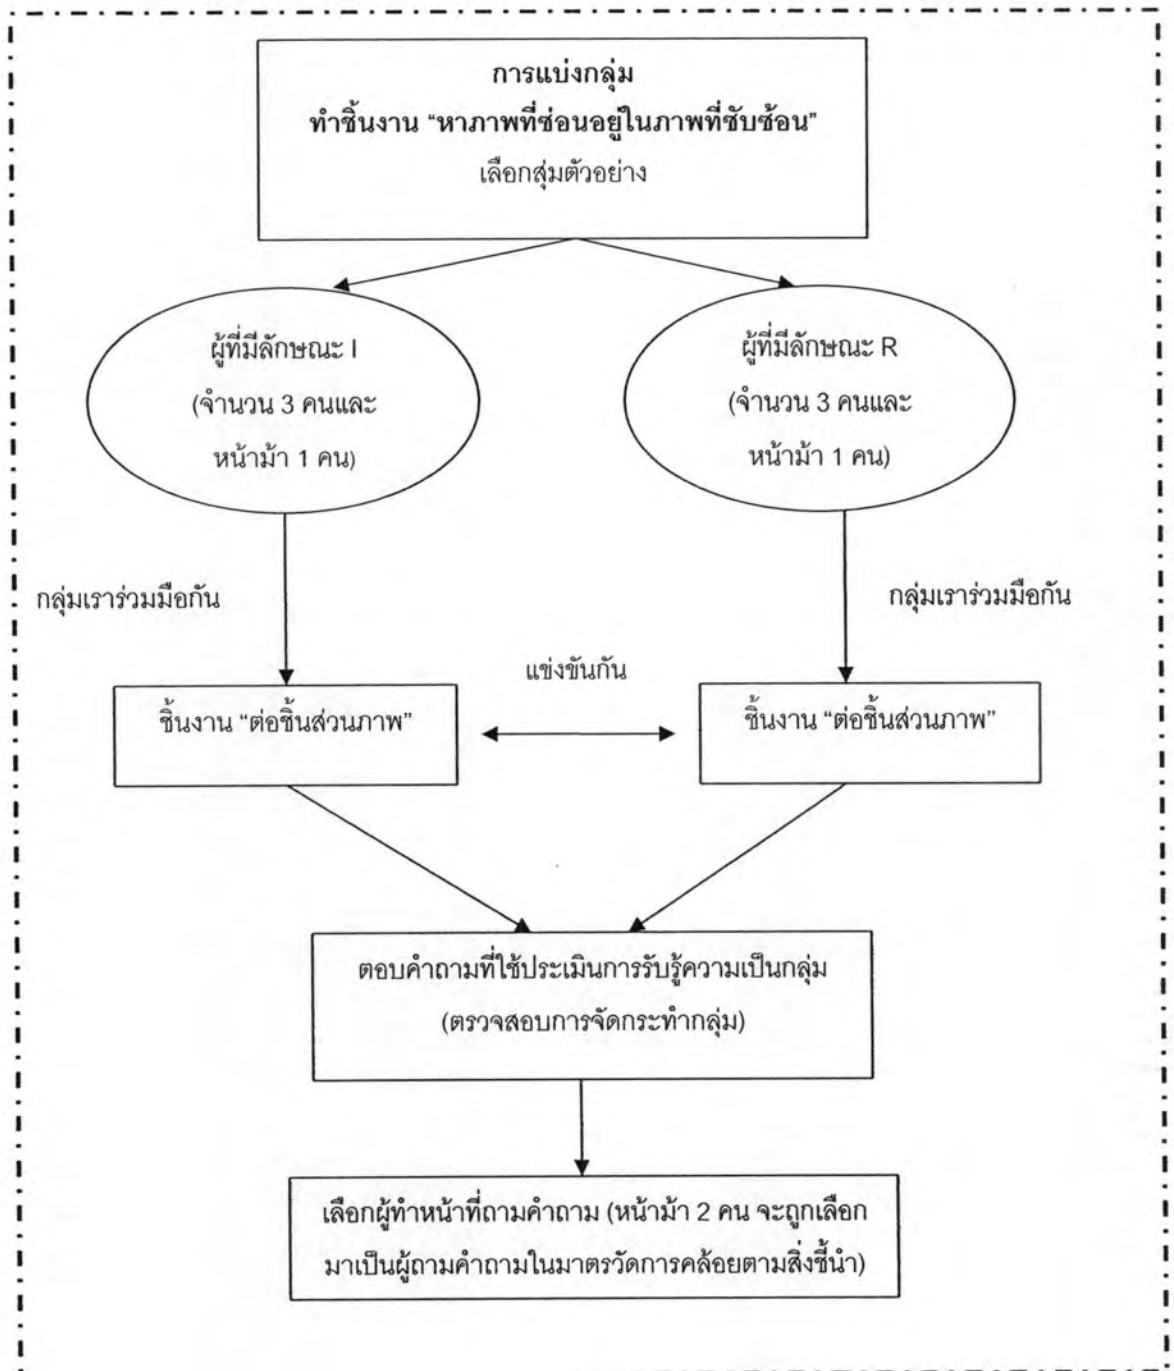 การแบ่งกลุ่ม
ทำชิ้นงาน “หาภาพที่ซ่อนอยู่ในภาพที่ซับซ้อน”
เลือกสุ่มตัวอย่าง
ผู้ที่มีลักษณะ I
(จำนวน 3 คนและ
หน้าม้า 1 คน)
ผู้ที่มีลักษณะ R
(จำนวน 3 คนและ
หน้าม้า 1 คน)
กลุ่มเราร่วมมือกัน
กลุ่มเราร่วมมือกัน
แข่งขันกัน
ชิ้นงาน “ต่อชิ้นส่วนภาพ”
ชิ้นงาน “ต่อชิ้นส่วนภาพ”
ตอบคำถามที่ใช้ประเมินการรับรู้ความเป็นกลุ่ม
(ตรวจสอบการจัดกระทำกลุ่ม)
เลือกผู้ทำหน้าที่ถามคำถาม (หน้าม้า 2 คน จะถูกเลือก
มาเป็นผู้ถามคำถามในมาตรวัดการคล้อยตามสิ่งชี้นำ)